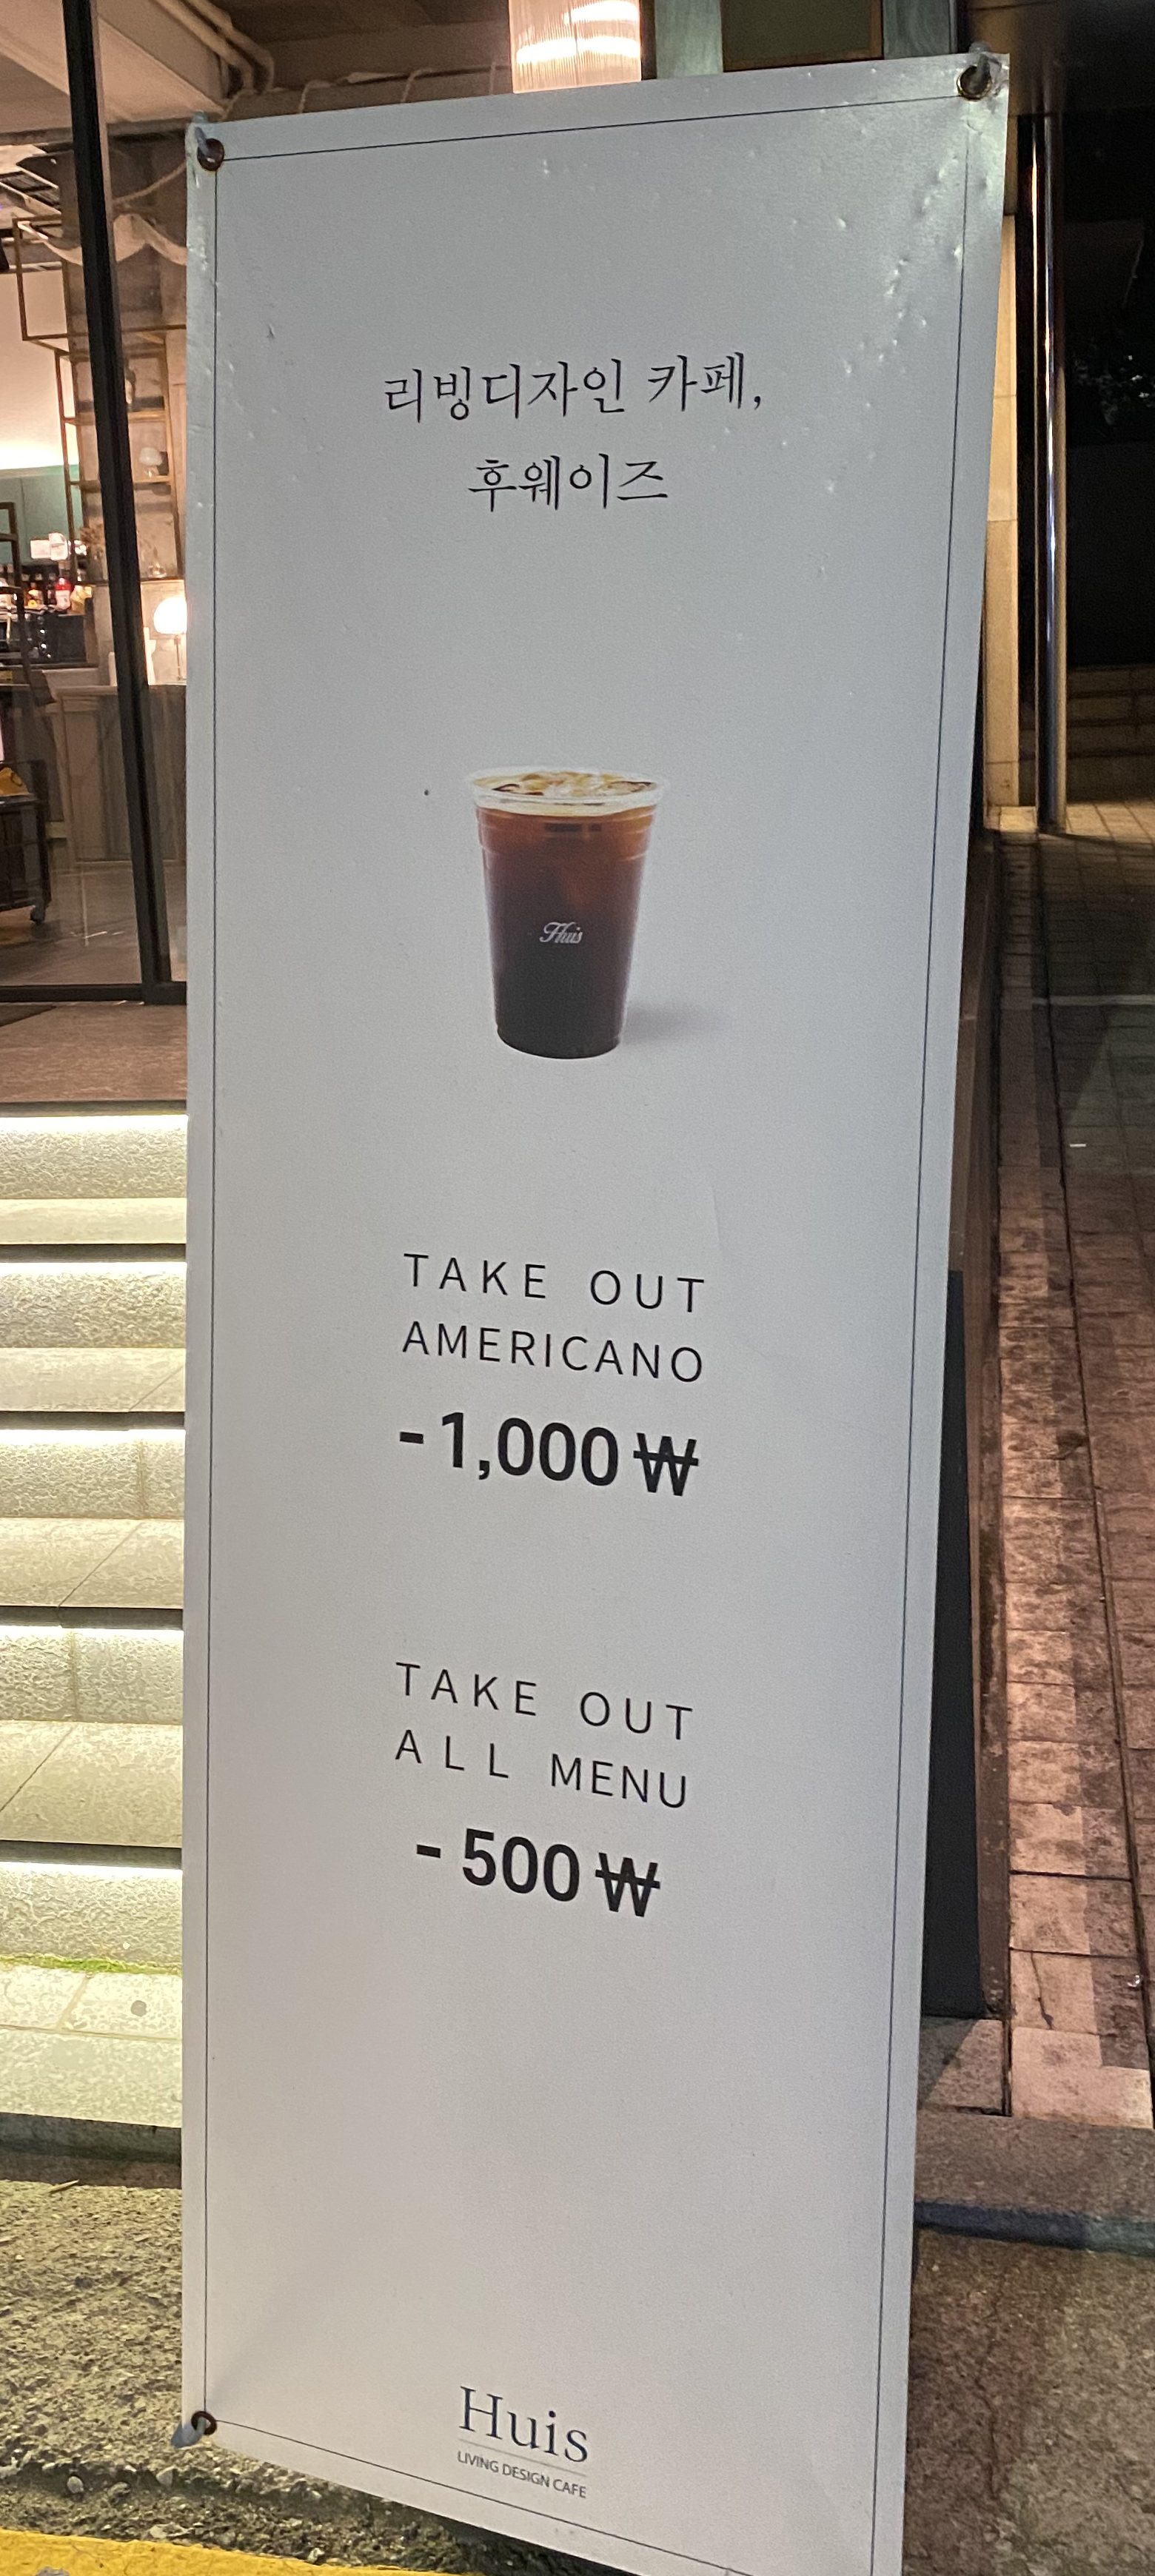 리빙디자인 카페,
후웨이즈
Huis
TAKE OUT
AMERICANO
-1,000₩
TAKE OUT
ALL MENU
- 500₩
Huis
LIVING DESIGN CAFE